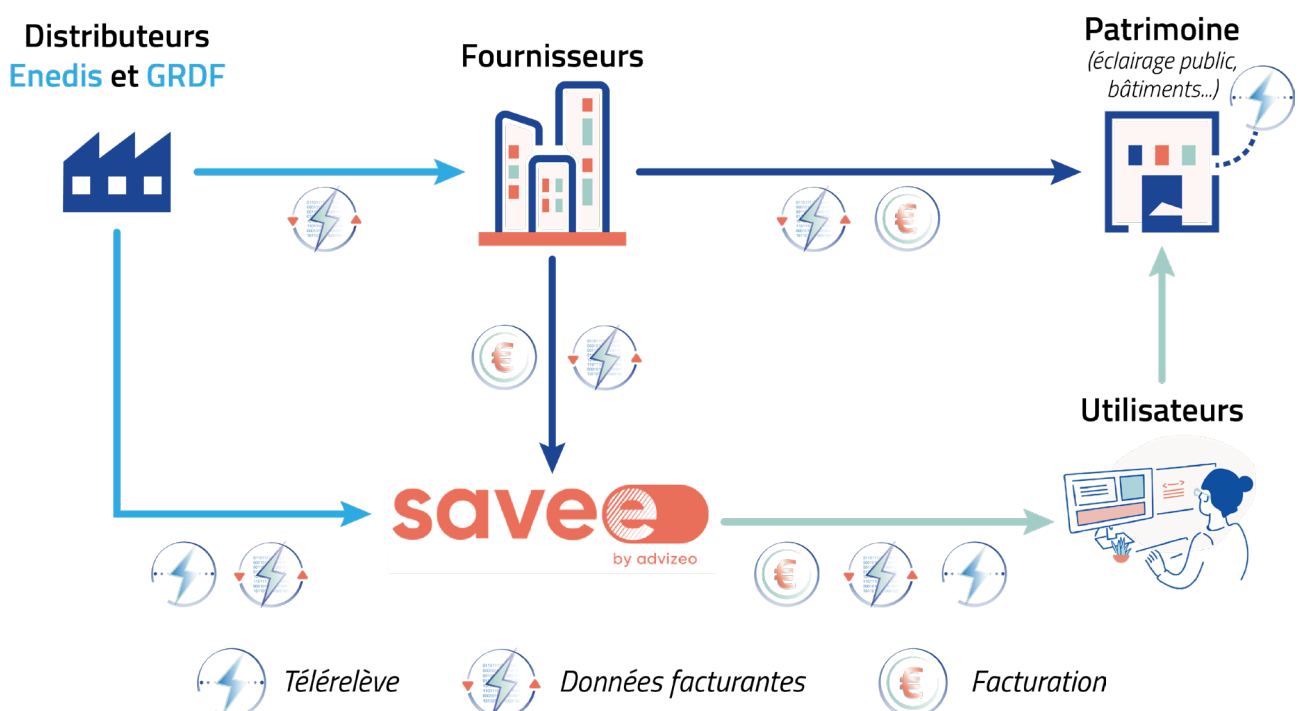 Distributeurs
Enedis et GRDF
Fournisseurs
Patrimoine
(éclairage public,
bâtiments...)
Utilisateurs
savee
by advizeo
Télérelève
Données facturantes
Facturation